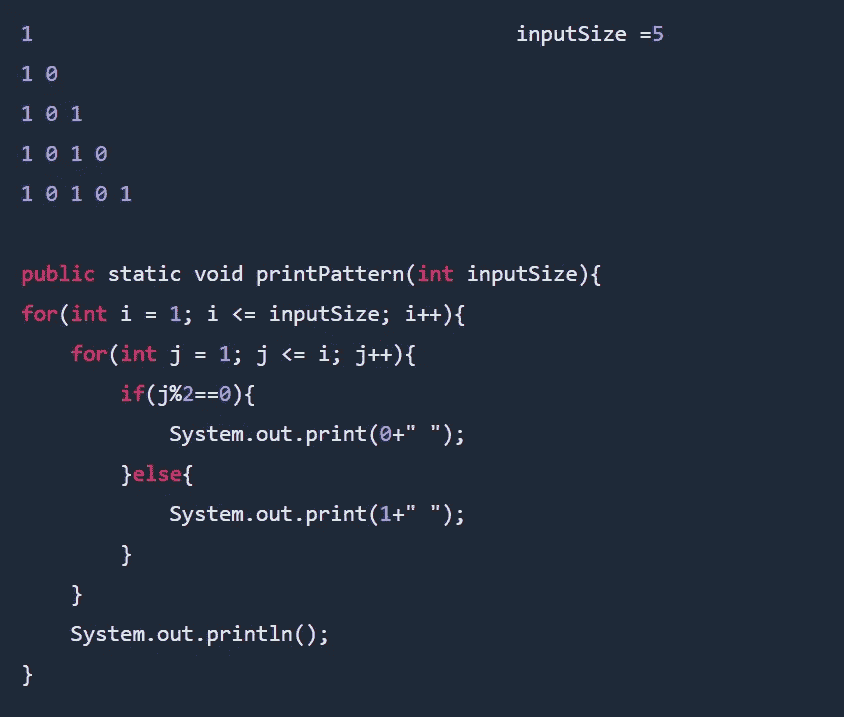 1                                       inputSize =5
1 0
1 0 1
1 0 1 0
1 0 1 0 1

public static void printPattern(int inputSize){
for(int i = 1; i <= inputSize; i++){
    for(int j = 1; j <= i; j++){
        if(j%2==0){
            System.out.print(0+" ");
        }else{
            System.out.print(1+" ");
        }
    }
    System.out.println();
}